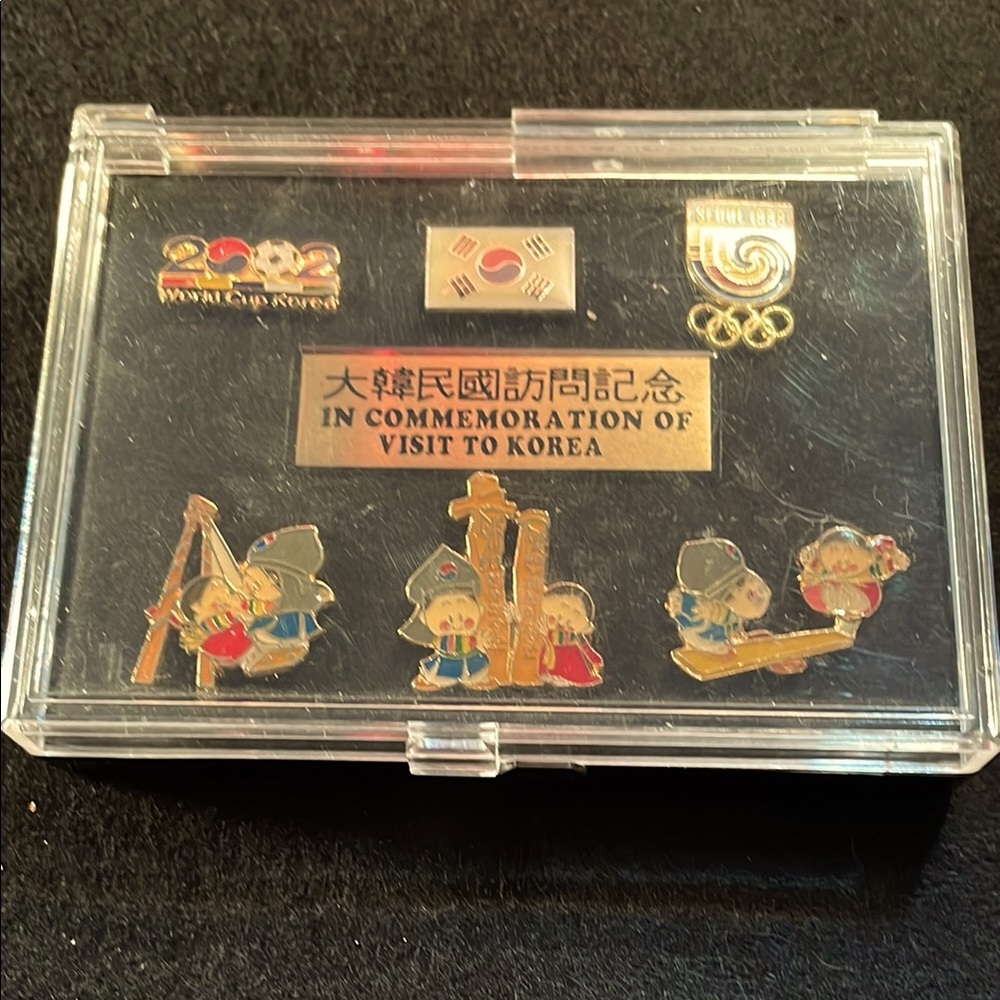 2002
World Cup Korea
SEOUL 1988
大韓民國訪問記念
IN COMMEMORATION OF
VISIT TO KOREA